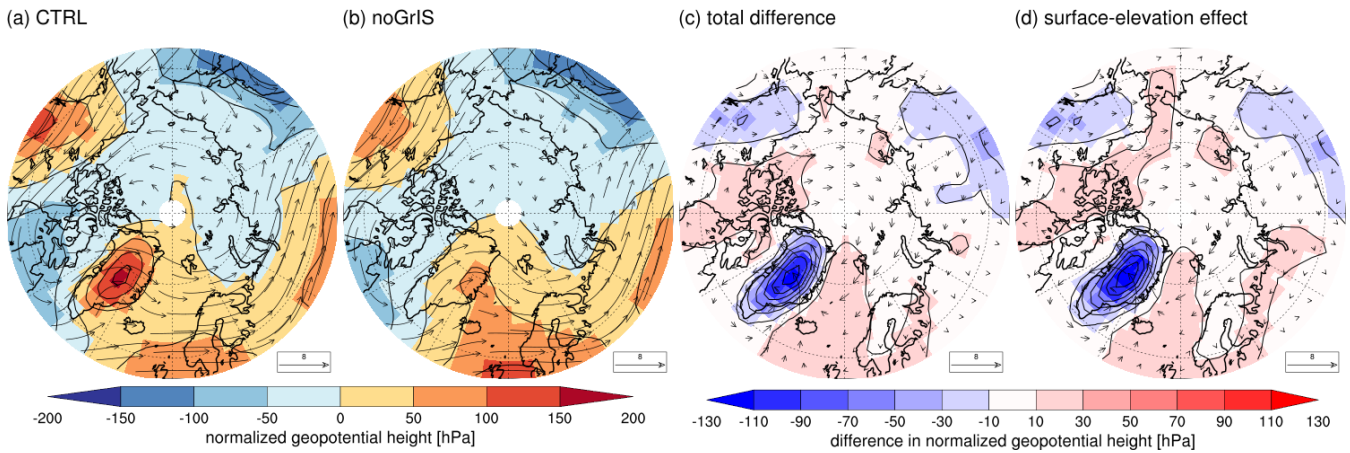 (a) CTRL
(b) noGrIS
(c) total difference
(d) surface-elevation effect
8
8
8
8
-200 -150 -100 -50 0 50 100 150 200
normalized geopotential height [hPa]
-130 -110 -90 -70 -50 -30 -10 10 30 50 70 90 110 130
difference in normalized geopotential height [hPa]